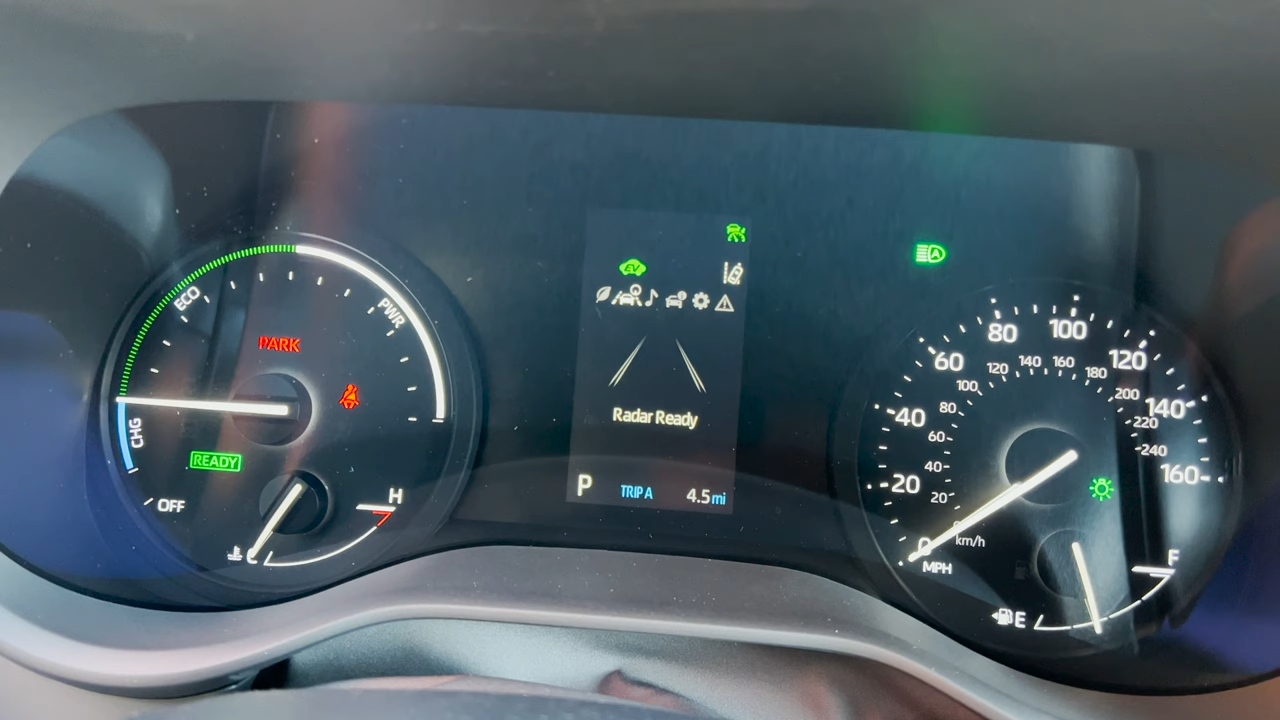 ECO
PWR
PARK
CHG
READY
OFF
H
C
EV
A
Radar Ready
P TRIP A 4.5 mi
0
20
40
60
80
100
120
140
160
20
40
60
80
100
120
140
160
180
200
220
240
km/h
MPH
F
E